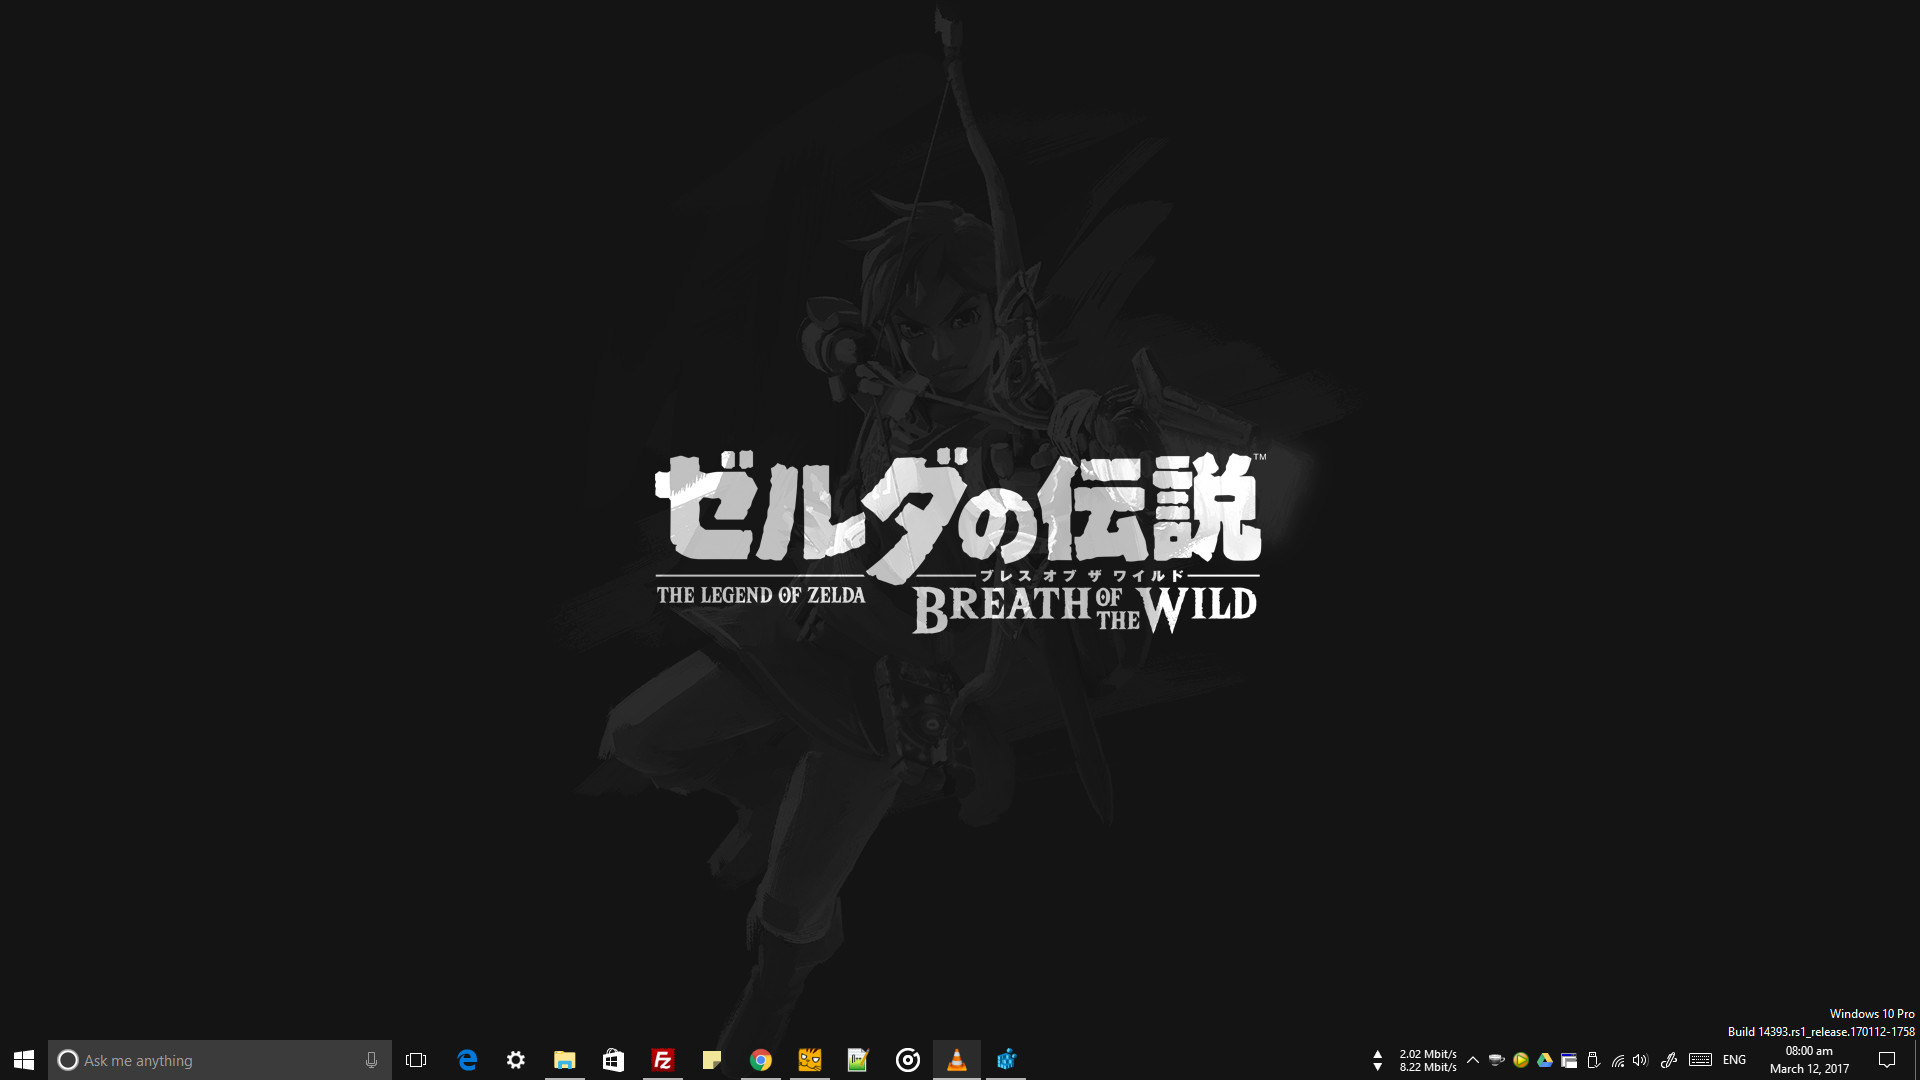 ゼルダの伝説™
ブレス オブ ザ ワイルド
THE LEGEND OF ZELDA
BREATH OF THE WILD
Windows 10 Pro
Build 14393.rs1_release.170112-1758
Ask me anything
Fz
2.02 Mbit/s
8.22 Mbit/s
ENG
08:00 am
March 12, 2017